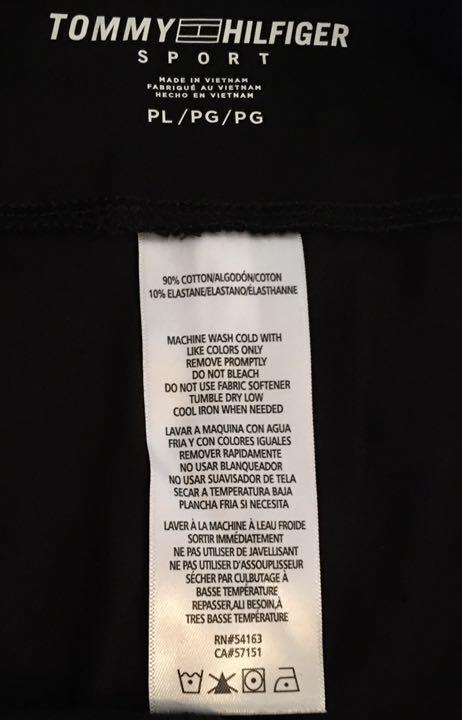 TOMMY HILFIGER
SPORT
MADE IN VIETNAM
FABRIQUÉ AU VIETNAM
HECHO EN VIETNAM
PL/PG/PG
90% COTTON/ALGODÓN/COTON
10% ELASTANE/ELASTANO/ÉLASTHANNE
MACHINE WASH COLD WITH
LIKE COLORS ONLY
REMOVE PROMPTLY
DO NOT BLEACH
DO NOT USE FABRIC SOFTENER
TUMBLE DRY LOW
COOL IRON WHEN NEEDED
LAVAR A MAQUINA CON AGUA
FRIA Y CON COLORES IGUALES
REMOVER RAPIDAMENTE
NO USAR BLANQUEADOR
NO USAR SUAVISADOR DE TELA
SECAR A TEMPERATURA BAJA
PLANCHA FRIA SI NECESITA
LAVER À LA MACHINE À LEAU FROIDE
SORTIR IMMÉDIATEMENT
NE PAS UTILISER DE JAVELLISANT
NE PAS UTILISER D'ASSOUPLISSEUR
SÉCHER PAR CULBUTAGE À
BASSE TEMPÉRATURE
REPASSER,ALI BESOIN,À
TRES BASSE TEMPÉRATURE
RN#54163
CA#57151